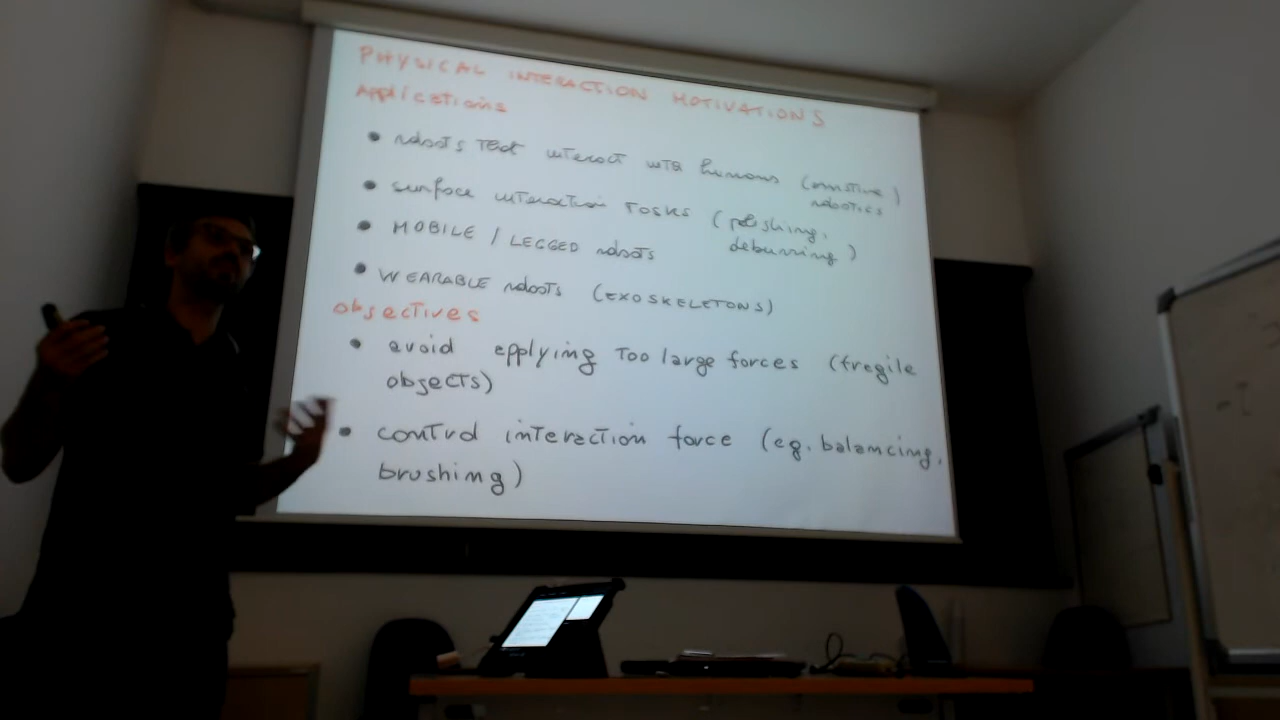 PHYSICAL INTERACTION MOTIVATIONS
Applications
• robots that interact with humans (assistive
robotics)
• surface interaction tasks (polishing,
deburring)
• MOBILE / LEGGED robots
• WEARABLE robots (EXOSKELETONS)
objectives
• avoid applying too large forces (fragile
objects)
• control interaction force (eg. balancing,
brushing)